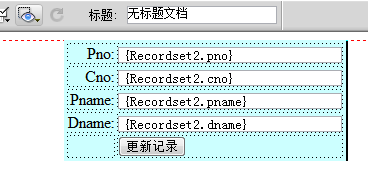 标题: 无标题文档
Pno: {Recordset2.pno}
Cno: {Recordset2.cno}
Pname: {Recordset2.pname}
Dname: {Recordset2.dname}
更新记录